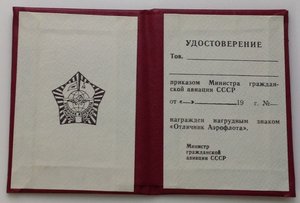 УДОСТОВЕРЕНИЕ
Тов.
приказом Министра граждан-
ской авиации СССР
от «—» 19 г. №
награжден нагрудным знаком
«Отличник Аэрофлота».
Министр
гражданской
авиации СССР